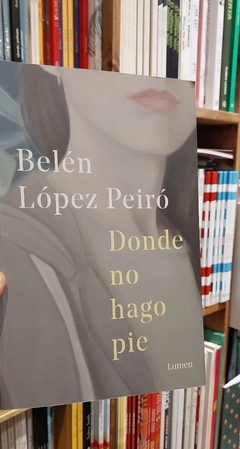 Belén
López Peiró
Donde
no
hago
pie
Lumen